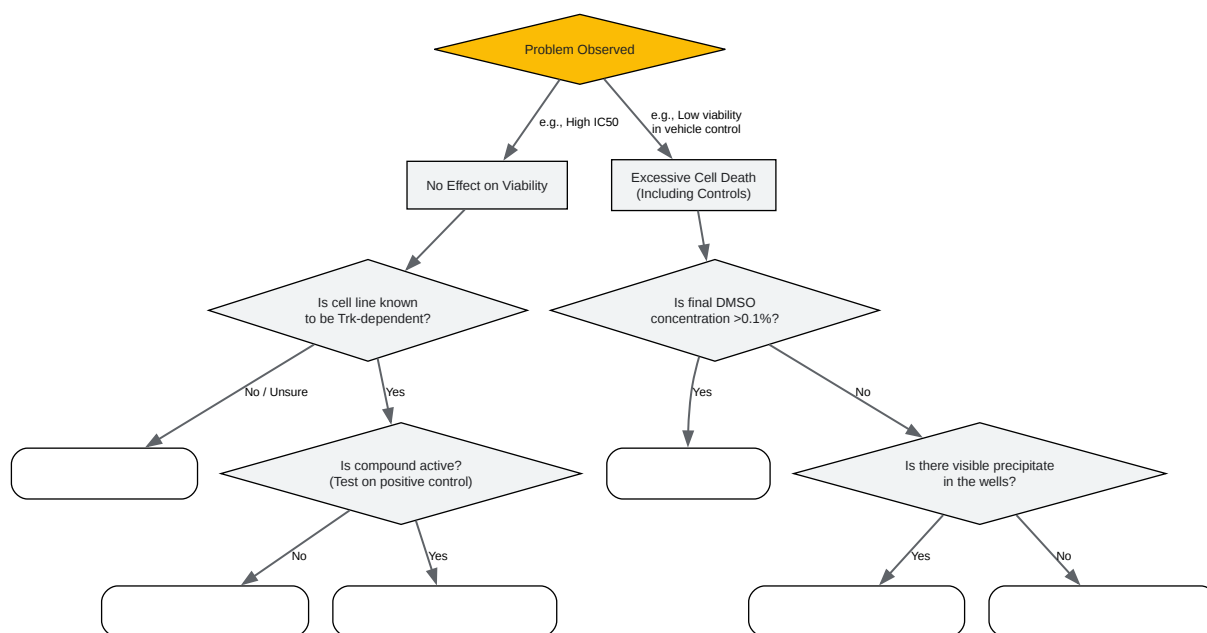 Problem Observed
e.g., High IC50
e.g., Low viability
in vehicle control
No Effect on Viability
Excessive Cell Death
(Including Controls)
Is cell line known
to be Trk-dependent?
Is final DMSO
concentration >0.1%?
No / Unsure
Yes
Yes
No
Is compound active?
(Test on positive control)
Is there visible precipitate
in the wells?
No
Yes
Yes
No